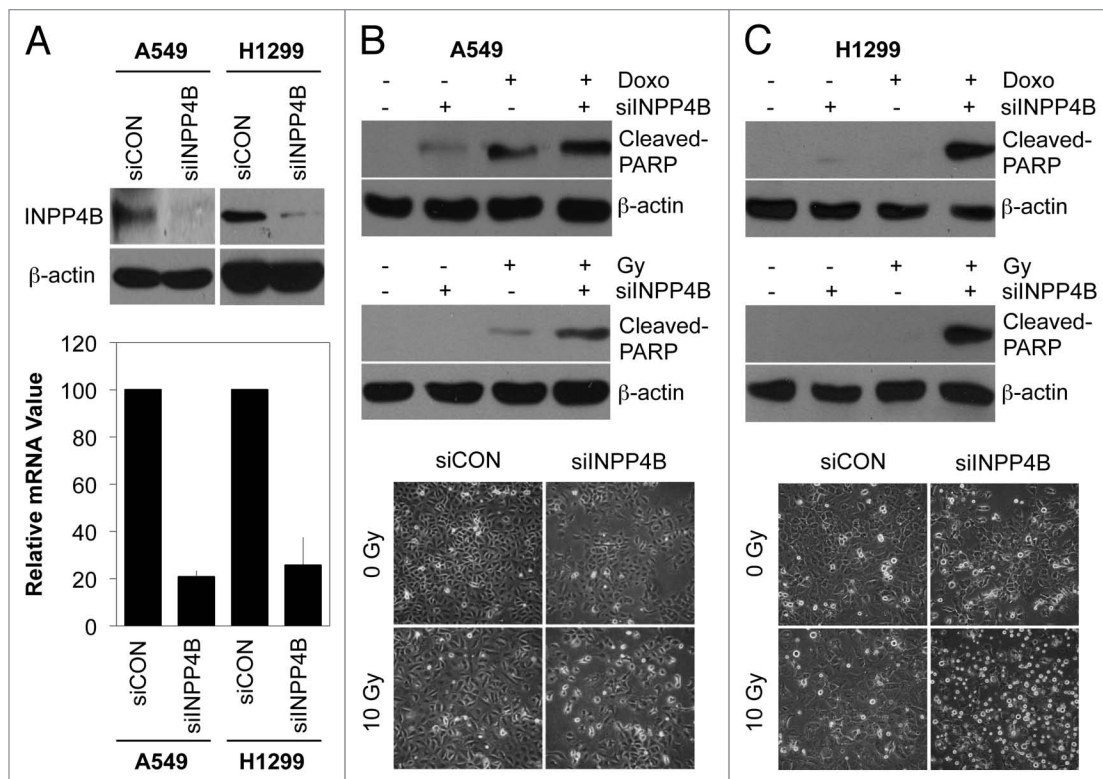 A
A549 H1299
siCON siINPP4B siCON siINPP4B
INPP4B
β-actin
120
100
80
60
40
20
0
Relative mRNA Value
siCON siINPP4B siCON siINPP4B
A549 H1299
B
A549
- - + + Doxo
- + - + siINPP4B
Cleaved-
PARP
β-actin
- - + + Gy
- + - + siINPP4B
Cleaved-
PARP
β-actin
siCON siINPP4B
0 Gy
10 Gy
C
H1299
- - + + Doxo
- + - + siINPP4B
Cleaved-
PARP
β-actin
- - + + Gy
- + - + siINPP4B
Cleaved-
PARP
β-actin
siCON siINPP4B
0 Gy
10 Gy